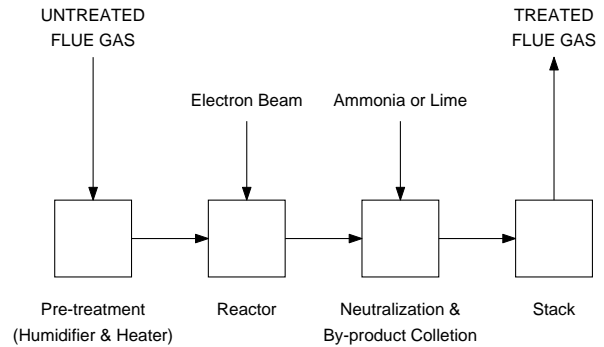 UNTREATED
FLUE GAS
TREATED
FLUE GAS
Electron Beam
Ammonia or Lime
Pre-treatment
(Humidifier & Heater)
Reactor
Neutralization &
By-product Colletion
Stack